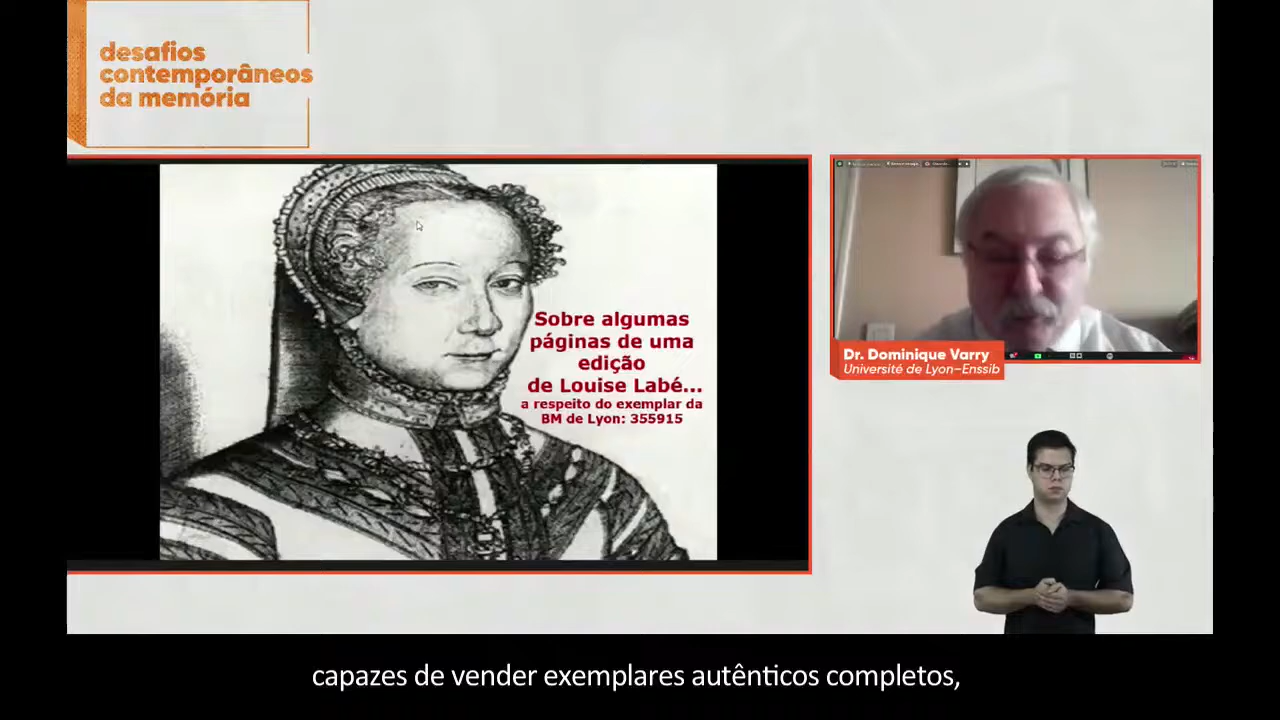 desafios
contemporâneos
da memória
Sobre algumas
páginas de uma
edição
de Louise Labé...
a respeito do exemplar da
BM de Lyon: 355915
Dr. Dominique Varry
Université de Lyon–Enssib
capazes de vender exemplares autênticos completos,